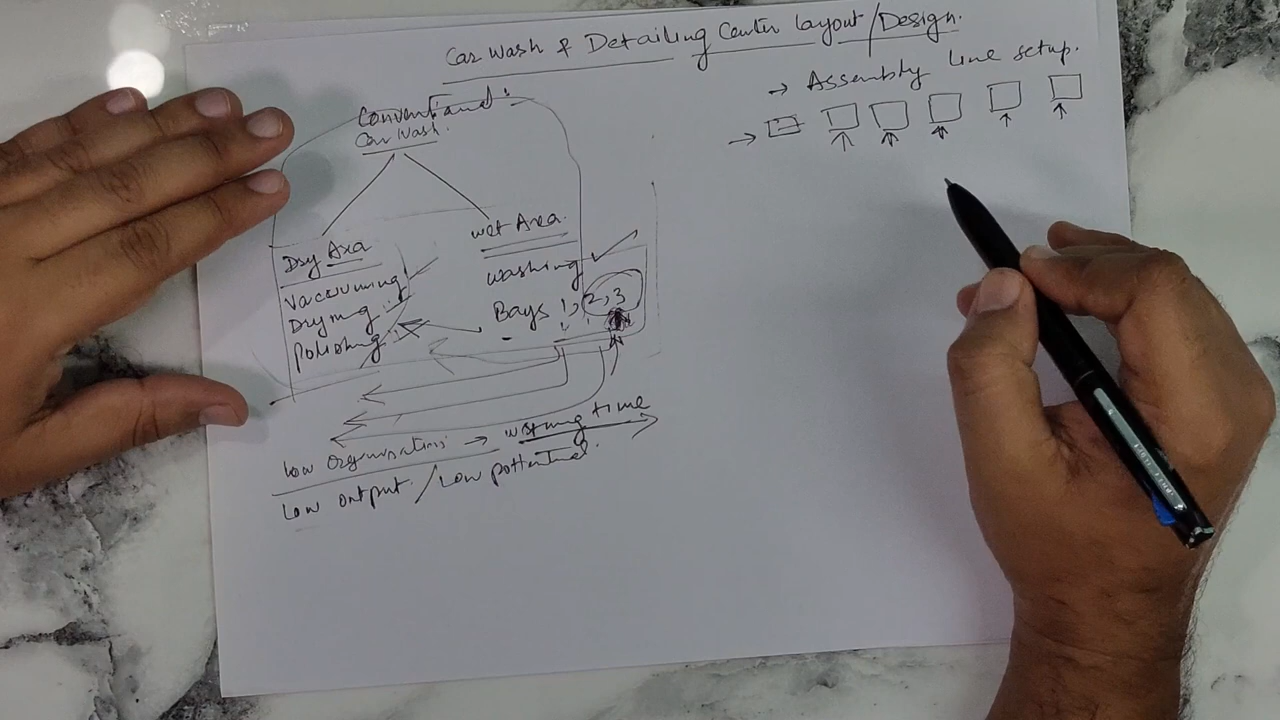 Car Wash & Detailing Center Layout/Design.
Conventional :-
Car Wash.
Dry Area
Vacuuming
Drying
polishing
wet Area.
washing ✓
Bays 1, 2, 3
Low Organisation → waiting time
Low output / Low potential.
→ Assembly line setup.